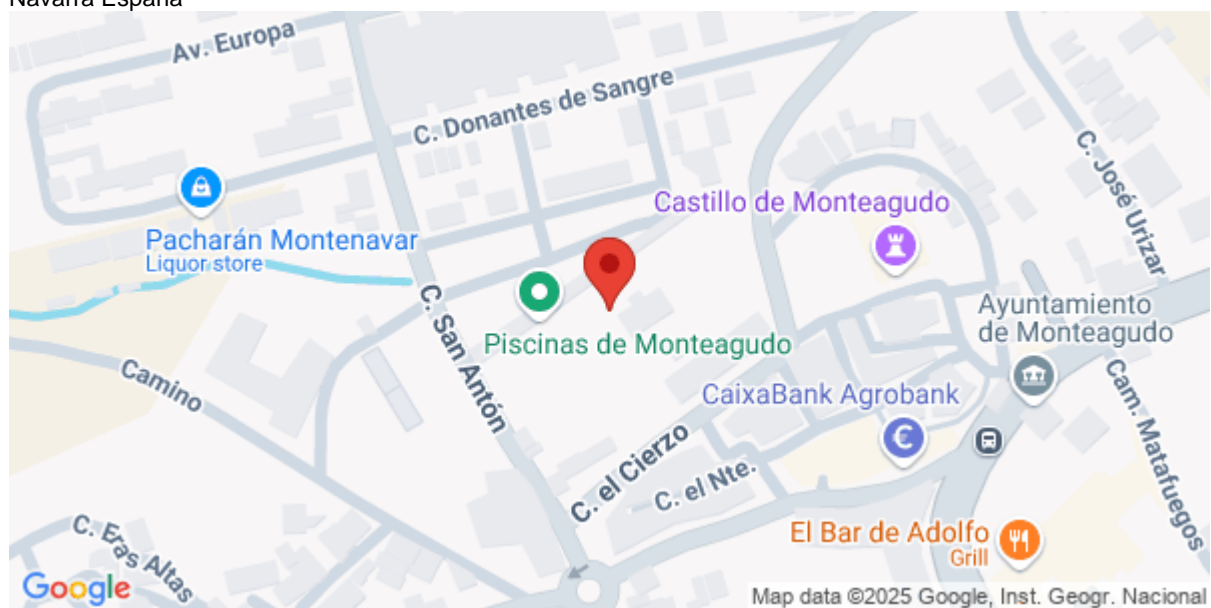 Navarra España
Av. Europa
C. Donantes de Sangre
C. José Urizar
Castillo de Monteagudo
Pacharán Montenavar
Liquor store
C. San Antón
Piscinas de Monteagudo
Ayuntamiento
de Monteagudo
Camino
CaixaBank Agrobank
€
Cam. Matafuegos
C. el Cierzo
C. el Nte.
C. Eras Altas
El Bar de Adolfo
Grill
Google
Map data ©2025 Google, Inst. Geogr. Nacional